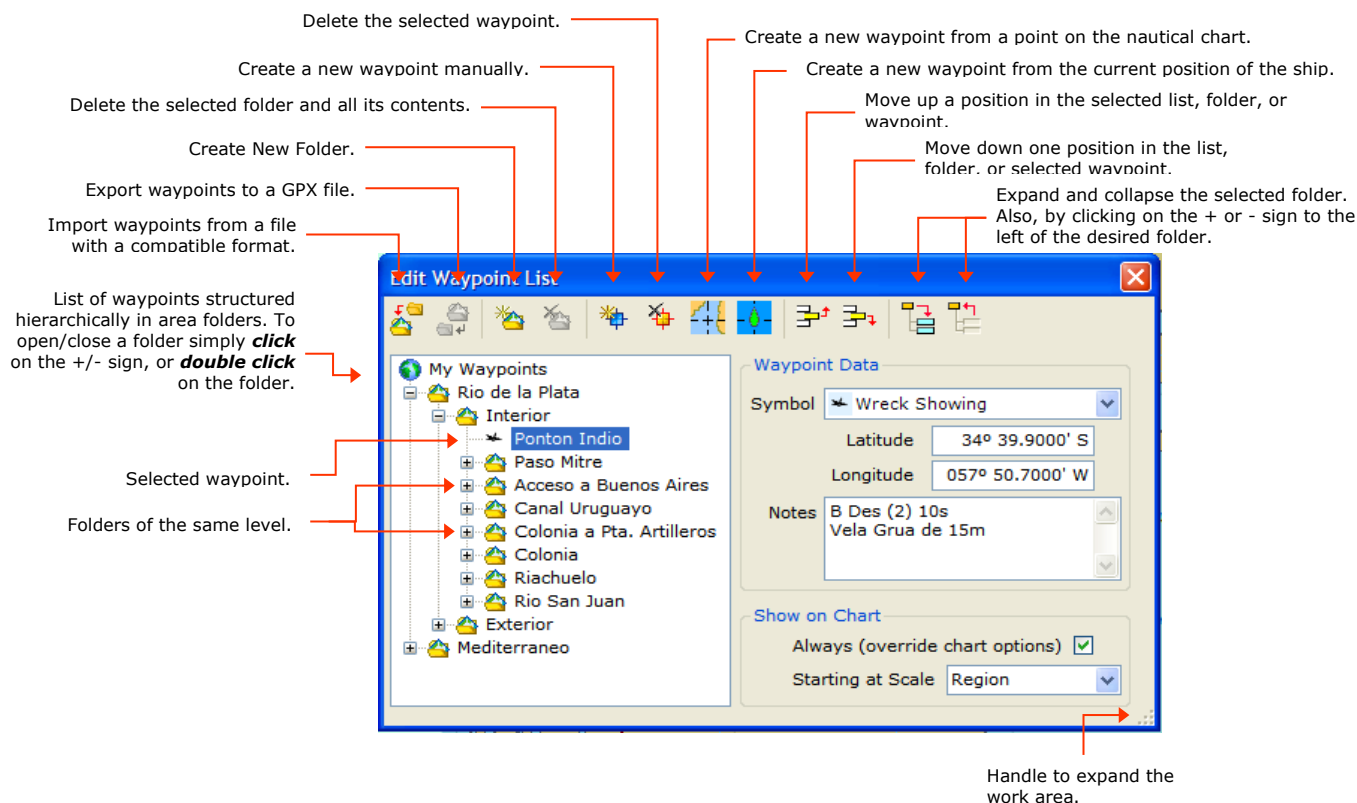 Delete the selected waypoint.
Create a new waypoint from a point on the nautical chart.
Create a new waypoint manually.
Create a new waypoint from the current position of the ship.
Delete the selected folder and all its contents.
Move up a position in the selected list, folder, or
waypoint.
Create New Folder.
Move down one position in the list,
folder, or selected waypoint.
Export waypoints to a GPX file.
Expand and collapse the selected folder.
Also, by clicking on the + or - sign to the
left of the desired folder.
Import waypoints from a file
with a compatible format.
Edit Waypoint List
List of waypoints structured
hierarchically in area folders. To
open/close a folder simply click
on the +/- sign, or double click
on the folder.
My Waypoints
Rio de la Plata
Interior
Ponton Indio
Paso Mitre
Acceso a Buenos Aires
Canal Uruguayo
Colonia a Pta. Artilleros
Colonia
Riachuelo
Rio San Juan
Exterior
Mediterraneo
Selected waypoint.
Folders of the same level.
Waypoint Data
Symbol Wreck Showing
Latitude 34º 39.9000' S
Longitude 057º 50.7000' W
Notes B Des (2) 10s
Vela Grua de 15m
Show on Chart
Always (override chart options)
Starting at Scale Region
Handle to expand the
work area.